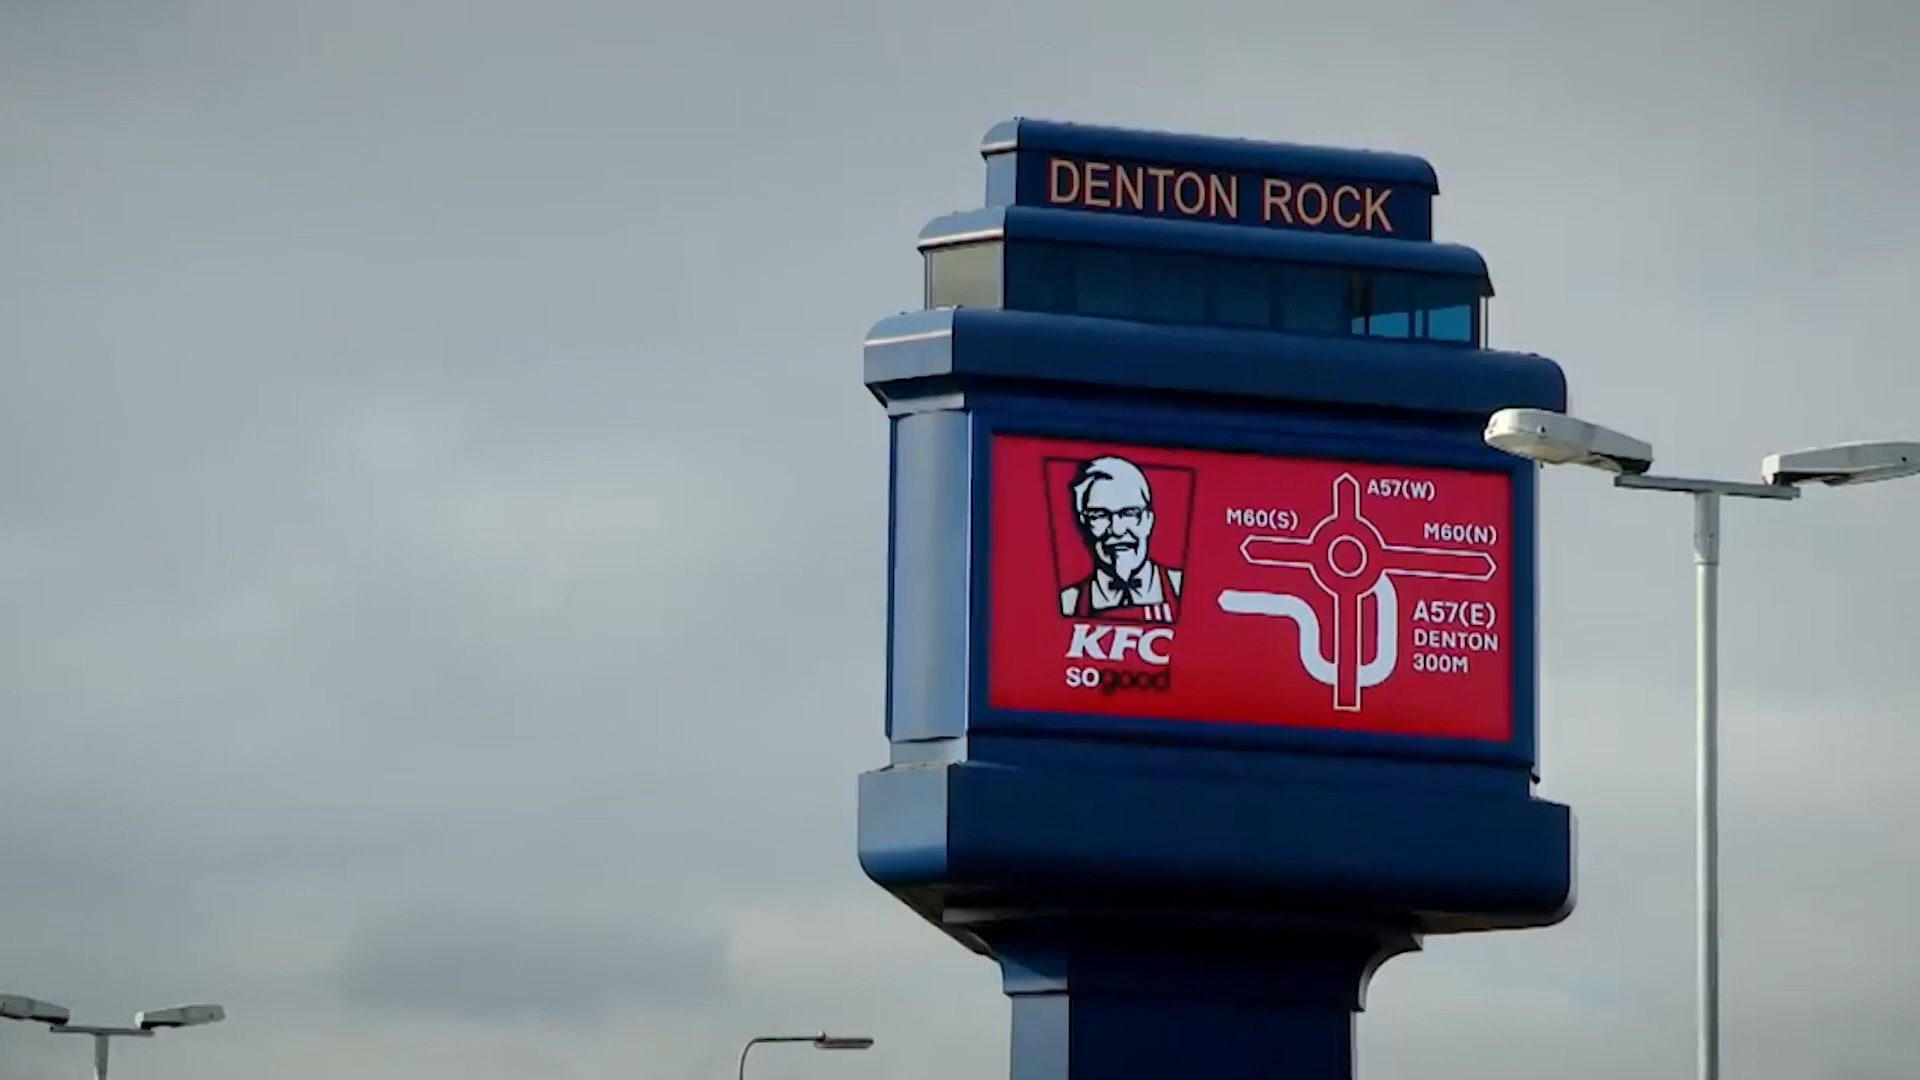 DENTON ROCK
KFC
SO good
A57(W)
M60(S)
M60(N)
A57(E)
DENTON
300M